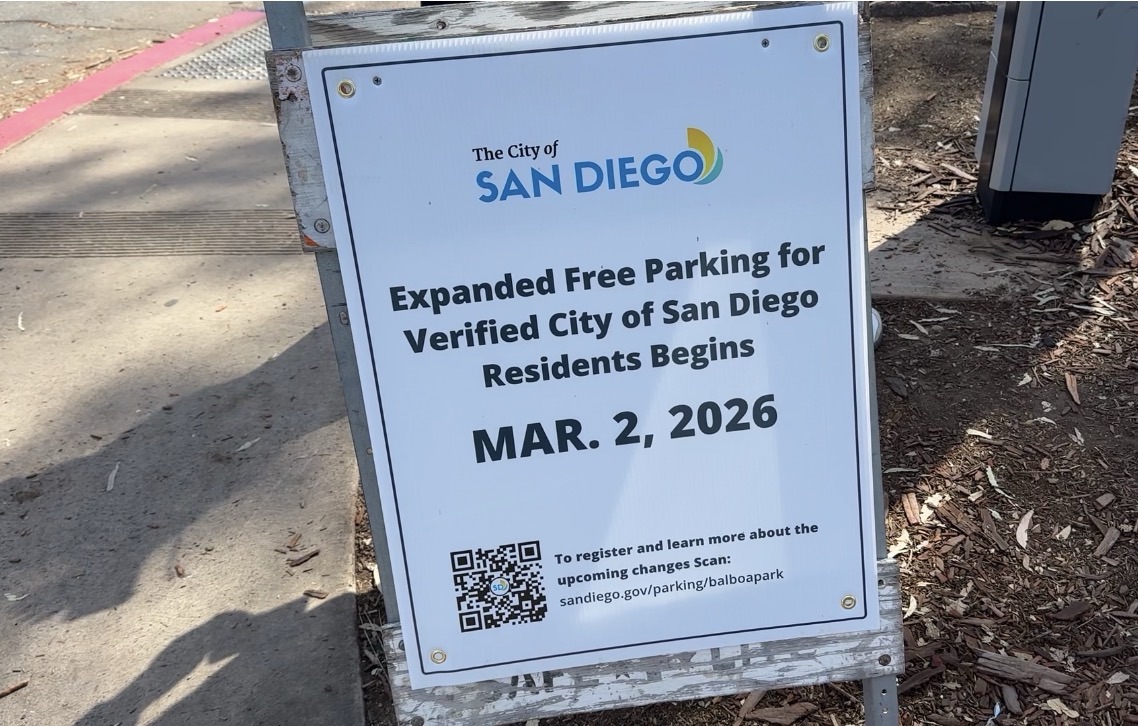 The City of
SAN DIEGO
Expanded Free Parking for
Verified City of San Diego
Residents Begins
MAR. 2, 2026
To register and learn more about the
upcoming changes Scan:
sandiego.gov/parking/balboapark
SD